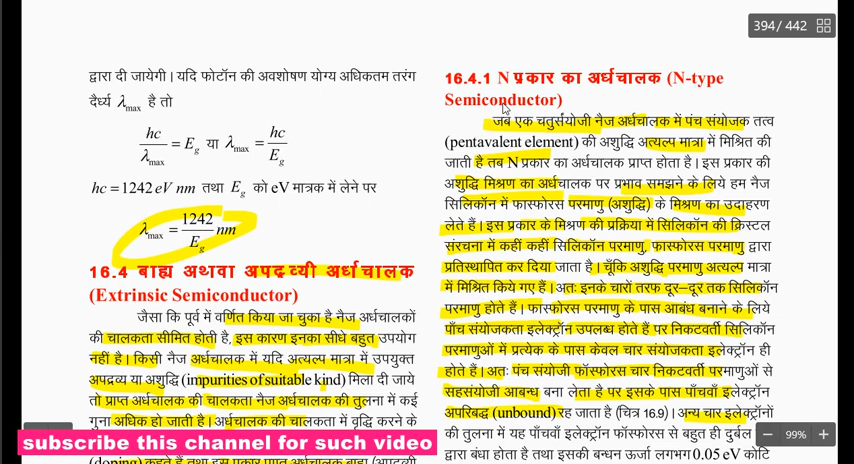 394 / 442
द्वारा दी जायेगी। यदि फोटॉन की अवशोषण योग्य अधिकतम तरंग
दैर्ध्य λmax है तो
hc/λmax = Eg या λmax = hc/Eg
hc = 1242 eV nm तथा Eg को eV मात्रक में लेने पर
λmax = 1242/Eg nm
16.4 बाह्य अथवा अपद्रव्यी अर्धचालक
(Extrinsic Semiconductor)
जैसा कि पूर्व में वर्णित किया जा चुका है नैज अर्धचालकों
की चालकता सीमित होती है, इस कारण इनका सीधे बहुत उपयोग
नहीं है। किसी नैज अर्धचालक में यदि अत्यल्प मात्रा में उपयुक्त
अपद्रव्य या अशुद्धि (impurities of suitable kind) मिला दी जाये
तो प्राप्त अर्धचालक की चालकता नैज अर्धचालक की तुलना में कई
गुना अधिक हो जाती है। अर्धचालक की चालकता में वृद्धि करने के
subscribe this channel for such video
16.4.1 N प्रकार का अर्धचालक (N-type
Semiconductor)
जब एक चतुर्संयोजी नैज अर्धचालक में पंच संयोजक तत्व
(pentavalent element) की अशुद्धि अत्यल्प मात्रा में मिश्रित की
जाती है तब N प्रकार का अर्धचालक प्राप्त होता है। इस प्रकार की
अशुद्धि मिश्रण का अर्धचालक पर प्रभाव समझने के लिये हम नैज
सिलिकॉन में फास्फोरस परमाणु (अशुद्धि) के मिश्रण का उदाहरण
लेते हैं। इस प्रकार के मिश्रण की प्रक्रिया में सिलिकॉन की क्रिस्टल
संरचना में कहीं कहीं सिलिकॉन परमाणु, फास्फोरस परमाणु द्वारा
प्रतिस्थापित कर दिया जाता है। चूँकि अशुद्धि परमाणु अत्यल्प मात्रा
में मिश्रित किये गए हैं। अतः इनके चारों तरफ दूर–दूर तक सिलिकॉन
परमाणु होते हैं। फास्फोरस परमाणु के पास आबंध बनाने के लिये
पाँच संयोजकता इलेक्ट्रॉन उपलब्ध होते हैं पर निकटवर्ती सिलिकॉन
परमाणुओं में प्रत्येक के पास केवल चार संयोजकता इलेक्ट्रॉन ही
होते हैं। अतः पंच संयोजी फॉस्फोरस चार निकटवर्ती परमाणुओं से
सहसंयोजी आबन्ध बना लेता है पर इसके पास पाँचवाँ इलेक्ट्रॉन
अपरिबद्ध (unbound) रह जाता है (चित्र 16.9)। अन्य चार इलेक्ट्रॉनों
की तुलना में यह पाँचवाँ इलेक्ट्रॉन फॉस्फोरस से बहुत ही दुर्बल
द्वारा बंधा होता है तथा इसकी बन्धन ऊर्जा लगभग 0.05 eV कोटि
99%